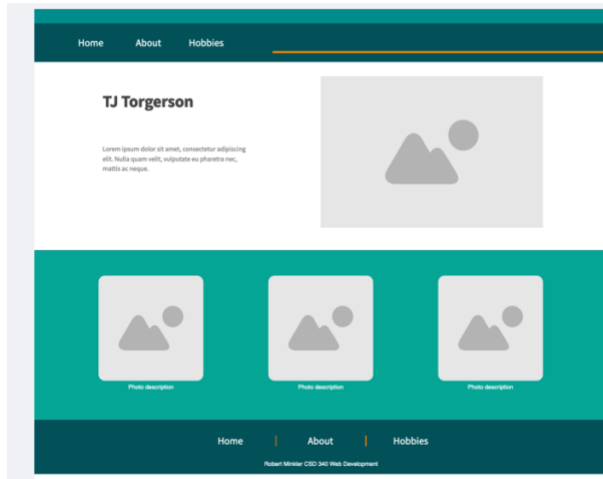 Home About Hobbies
TJ Torgerson
Lorem ipsum dolor sit amet, consectetur adipiscing
elit. Nulla quam velit, vulputate eu pharetra nec,
mattis ac neque.
Photo description Photo description Photo description
Home About Hobbies
Robert Minkler CSD 340 Web Development